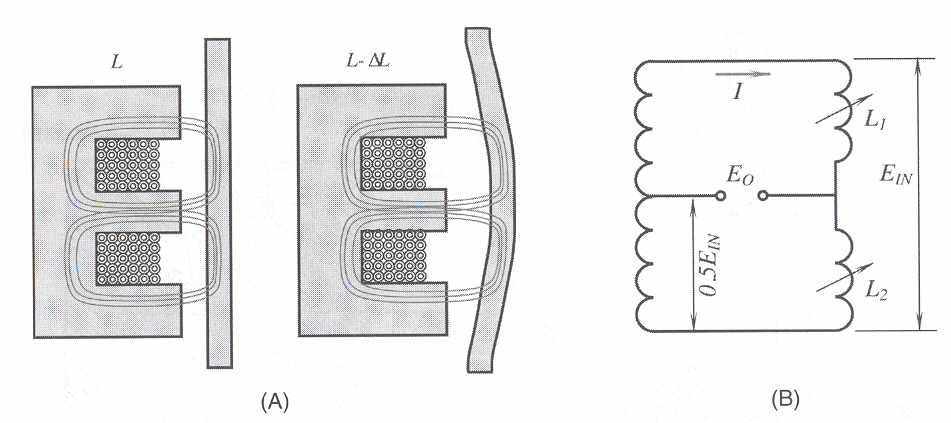 L
L-ΔL
I
L1
EO
EIN
0.5EIN
L2
(A)
(B)